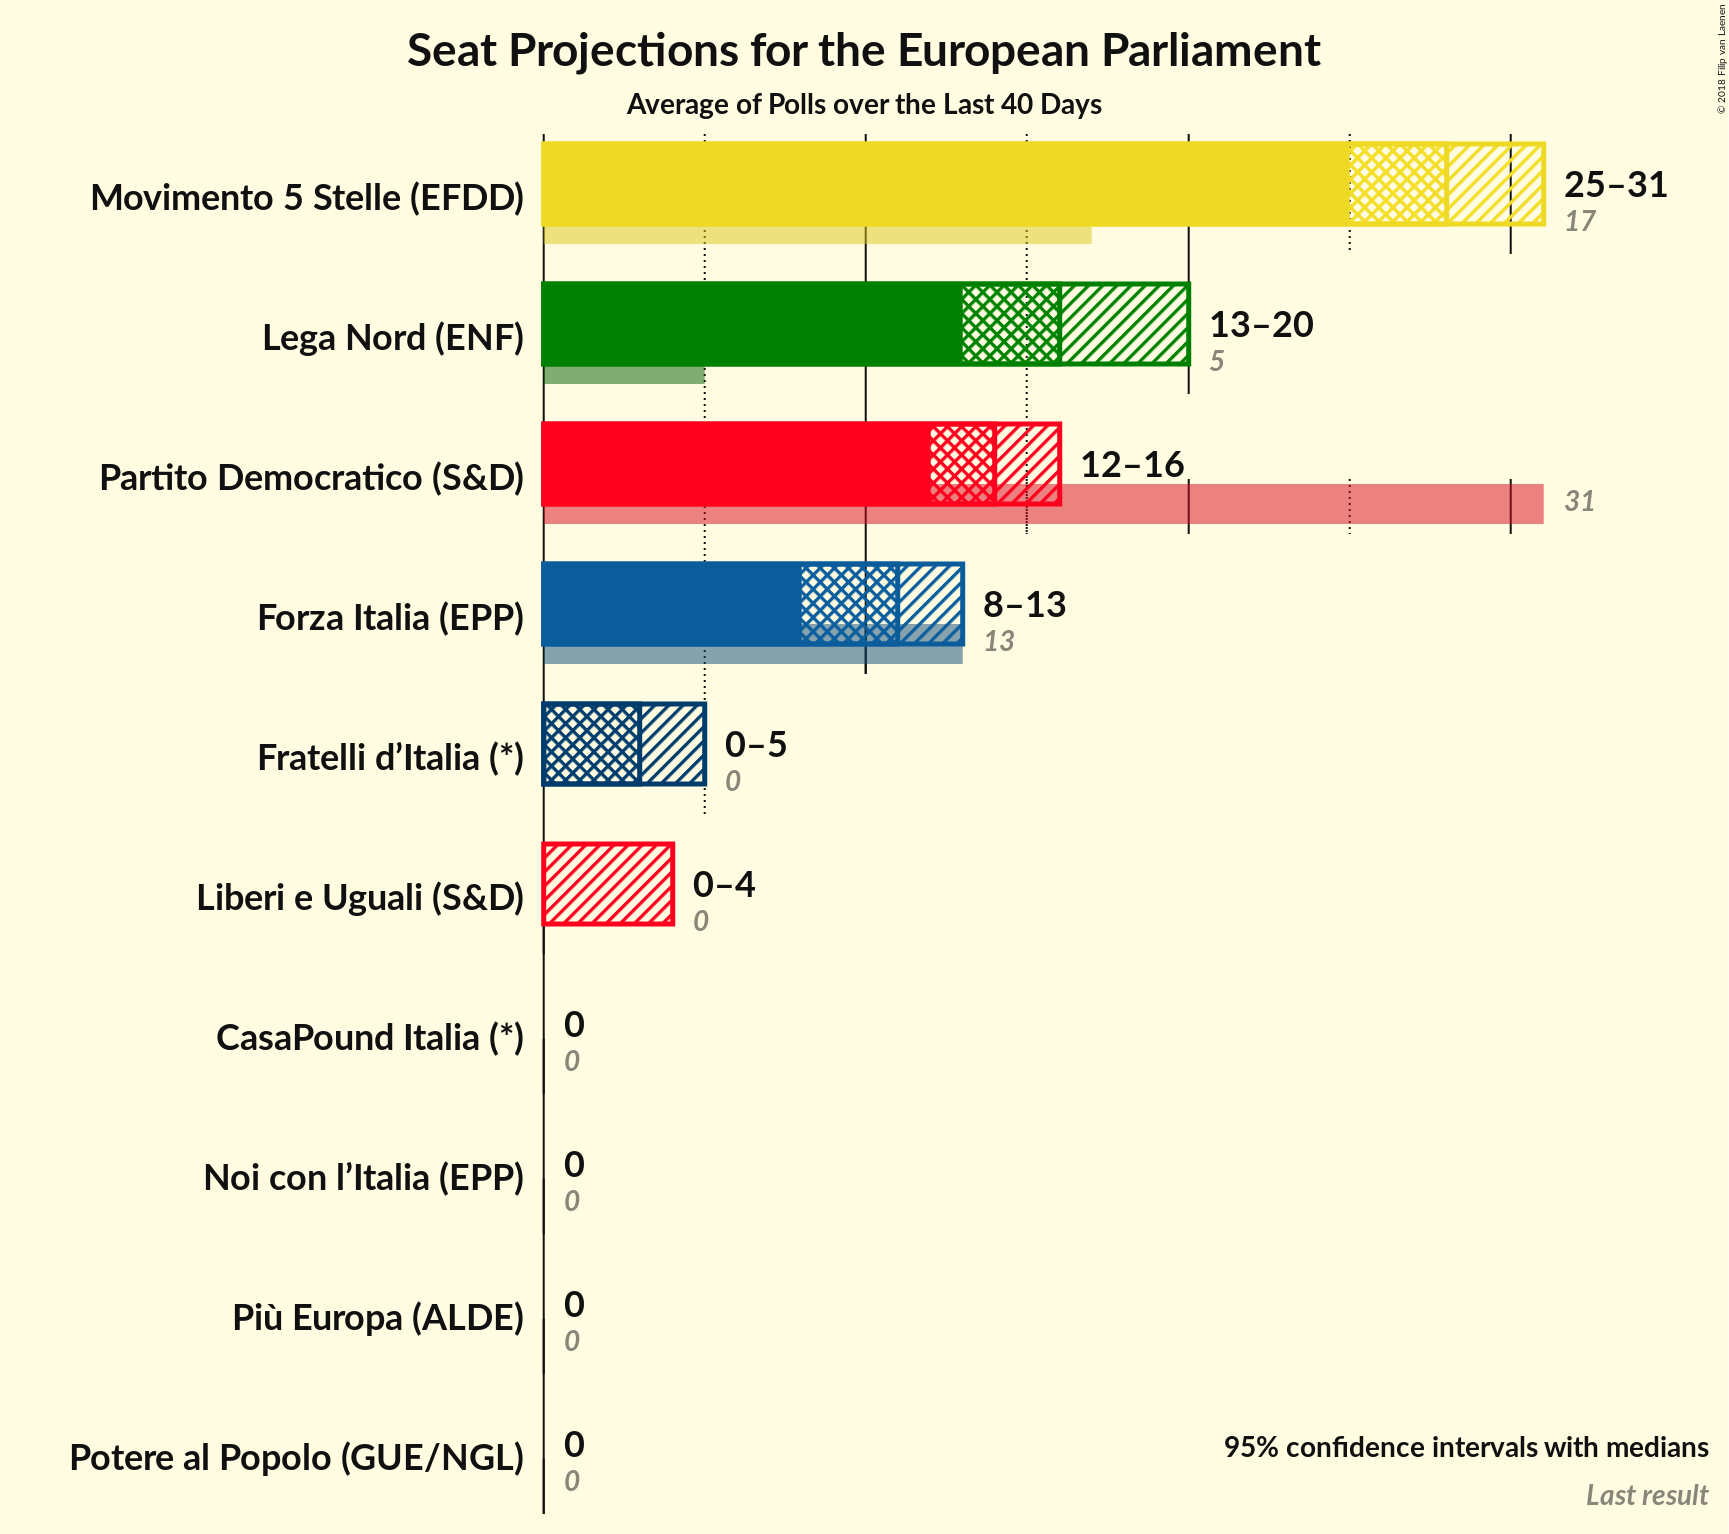 Seat Projections for the European Parliament
Average of Polls over the Last 40 Days
© 2018 Filip van Laenen
Movimento 5 Stelle (EFDD)
25–31
17
Lega Nord (ENF)
13–20
5
Partito Democratico (S&D)
12–16
31
Forza Italia (EPP)
8–13
13
Fratelli d’Italia (*)
0–5
0
Liberi e Uguali (S&D)
0–4
0
CasaPound Italia (*)
0
0
Noi con l’Italia (EPP)
0
0
Più Europa (ALDE)
0
0
Potere al Popolo (GUE/NGL)
0
0
95% confidence intervals with medians
Last result